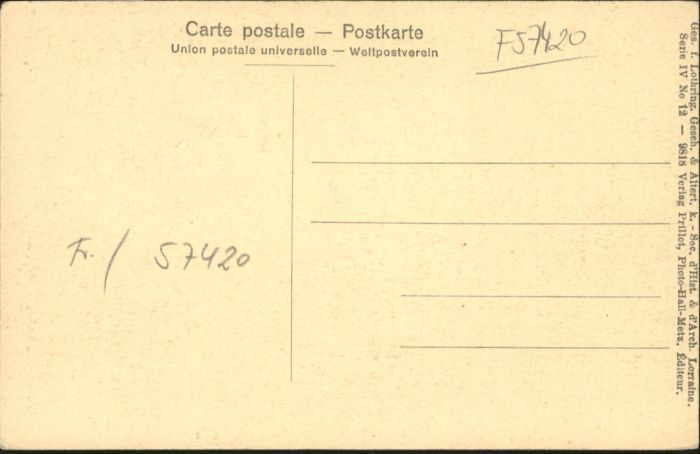 Carte postale — Postkarte
Union postale universelle — Weltpostverein
F57420
Fr. / 57420
Ges. f. Lothring. Gesch. & Altert. k. - Soc. d'Hist. & d'Arch. Lorraine.
Serie IV No 12 — 9818 Verlag Prillot, Photo-Hall-Metz, Éditeur.